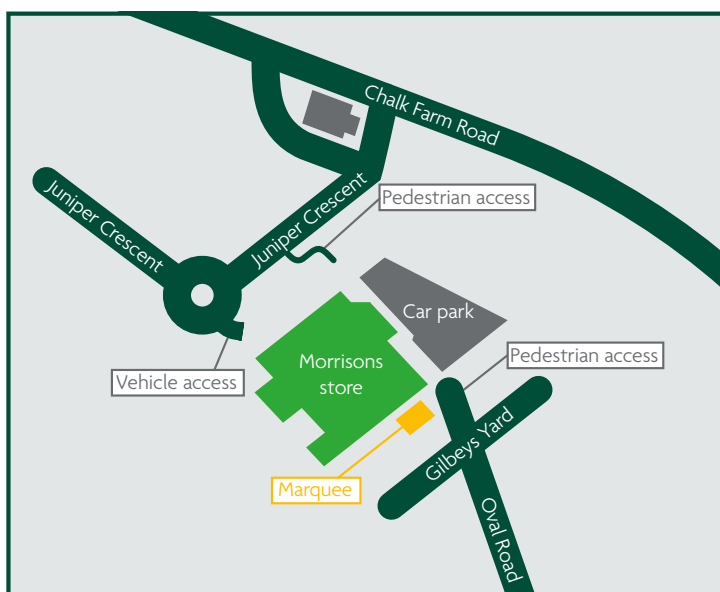 Chalk Farm Road
Juniper Crescent
Juniper Crescent
Pedestrian access
Car park
Morrisons
store
Pedestrian access
Vehicle access
Gilbeys Yard
Marquee
Oval Road